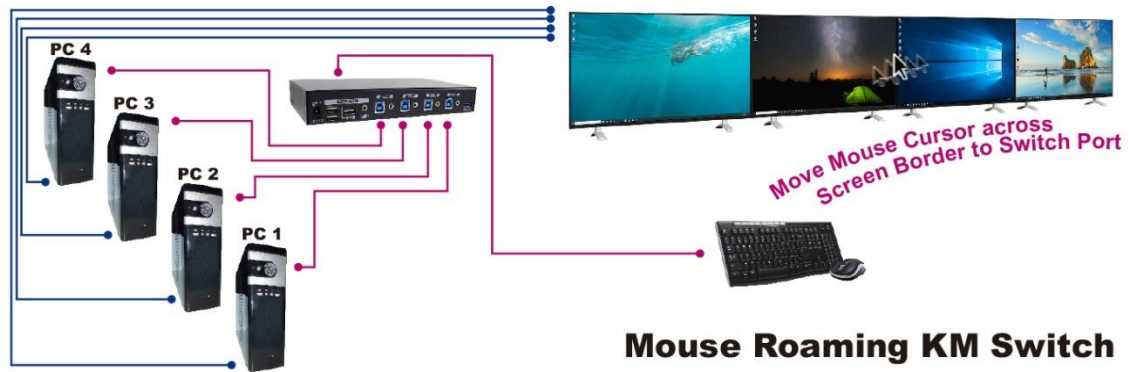 PC 4
PC 3
PC 2
PC 1
Move Mouse Cursor across
Screen Border to Switch Port
Mouse Roaming KM Switch